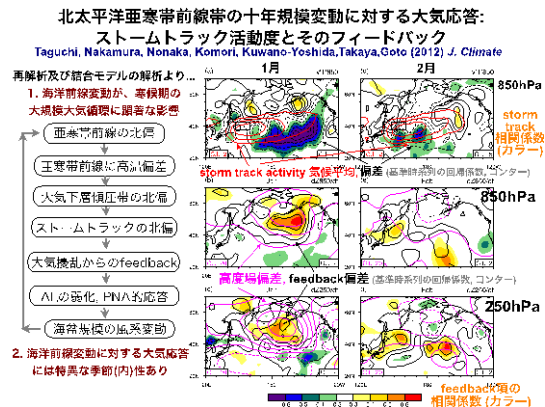 北太平洋亜寒帯前線帯の十年規模変動に対する大気応答:
ストームトラック活動度とそのフィードバック
Taguchi, Nakamura, Nonaka, Komori, Kuwano-Yoshida,Takaya,Goto (2012) J. Climate
再解析及び結合モデルの解析より...
1. 海洋前線変動が、寒候期の
大規模大気循環に顕著な影響
亜寒帯前線の北偏
亜寒帯前線に高温偏差
大気下層傾圧帯の北偏
ストームトラックの北偏
大気擾乱からのfeedback
ALの弱化, PNA的応答
海盆規模の風系変動
2. 海洋前線変動に対する大気応答
には特異な季節(内)性あり
1月
2月
850hPa
storm
track
相関係数
(カラー)
storm track activity 気候平均, 偏差 (基準時系列の回帰係数, コンター)
850hPa
高度場偏差, feedback偏差 (基準時系列の回帰係数, コンター)
250hPa
feedback項の
相関係数 (カラー)